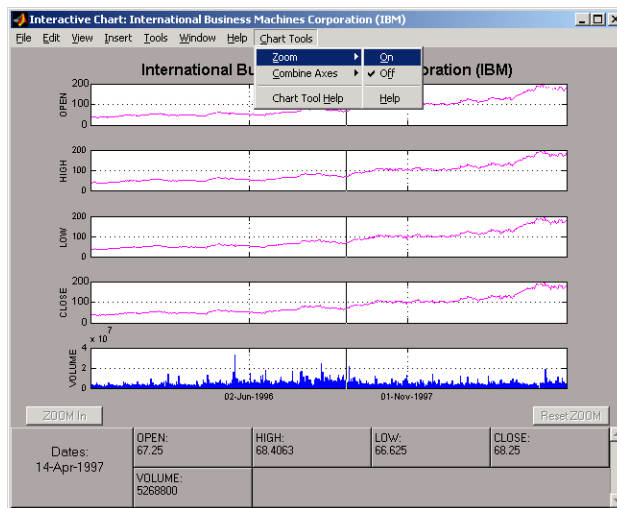 Interactive Chart: International Business Machines Corporation (IBM)
File Edit View Insert Tools Window Help Chart Tools
Zoom On
Combine Axes Off
Chart Tool Help Help
International Bu oration (IBM)
OPEN
200
100
0
HIGH
200
100
0
LOW
200
100
0
CLOSE
200
100
0
x 10 7
VOLUME
4
2
0
02-Jun-1996 01-Nov-1997
ZOOM In Reset ZOOM
Dates:
14-Apr-1997
OPEN: HIGH: LOW: CLOSE:
67.25 68.4063 66.625 68.25
VOLUME:
5268800